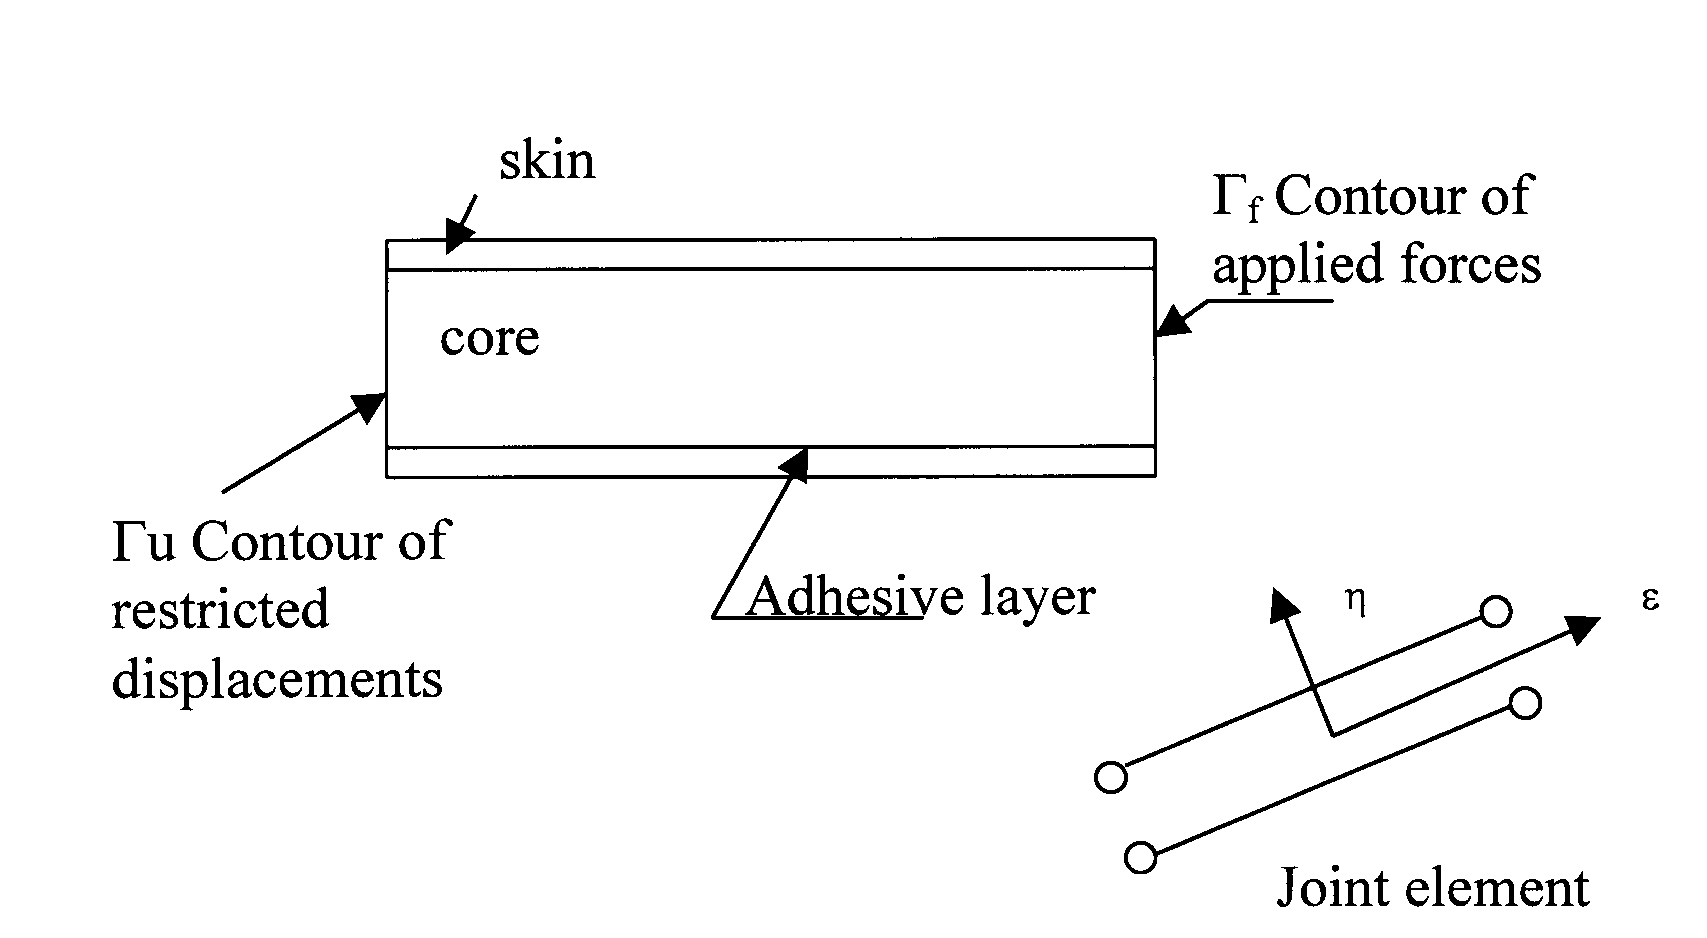 skin
Γf Contour of
applied forces
core
Γu Contour of
restricted
displacements
Adhesive layer
η
ε
Joint element